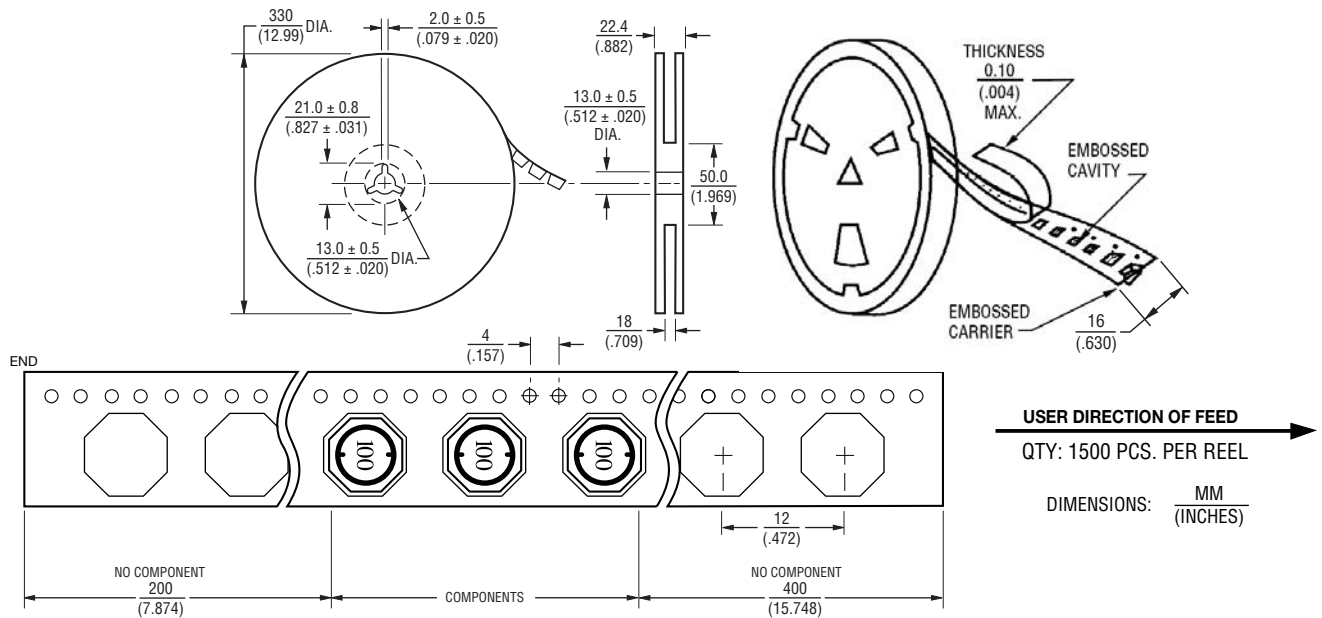 330
(12.99)
DIA.
2.0 ± 0.5
(.079 ± .020)
21.0 ± 0.8
(.827 ± .031)
13.0 ± 0.5
(.512 ± .020)
DIA.
22.4
(.882)
13.0 ± 0.5
(.512 ± .020)
DIA.
50.0
(1.969)
18
(.709)
THICKNESS
0.10
(.004)
MAX.
EMBOSSED
CAVITY
EMBOSSED
CARRIER
16
(.630)
END
4
(.157)
100
100
100
12
(.472)
NO COMPONENT
200
(7.874)
COMPONENTS
NO COMPONENT
400
(15.748)
USER DIRECTION OF FEED
QTY: 1500 PCS. PER REEL
DIMENSIONS:
MM
(INCHES)